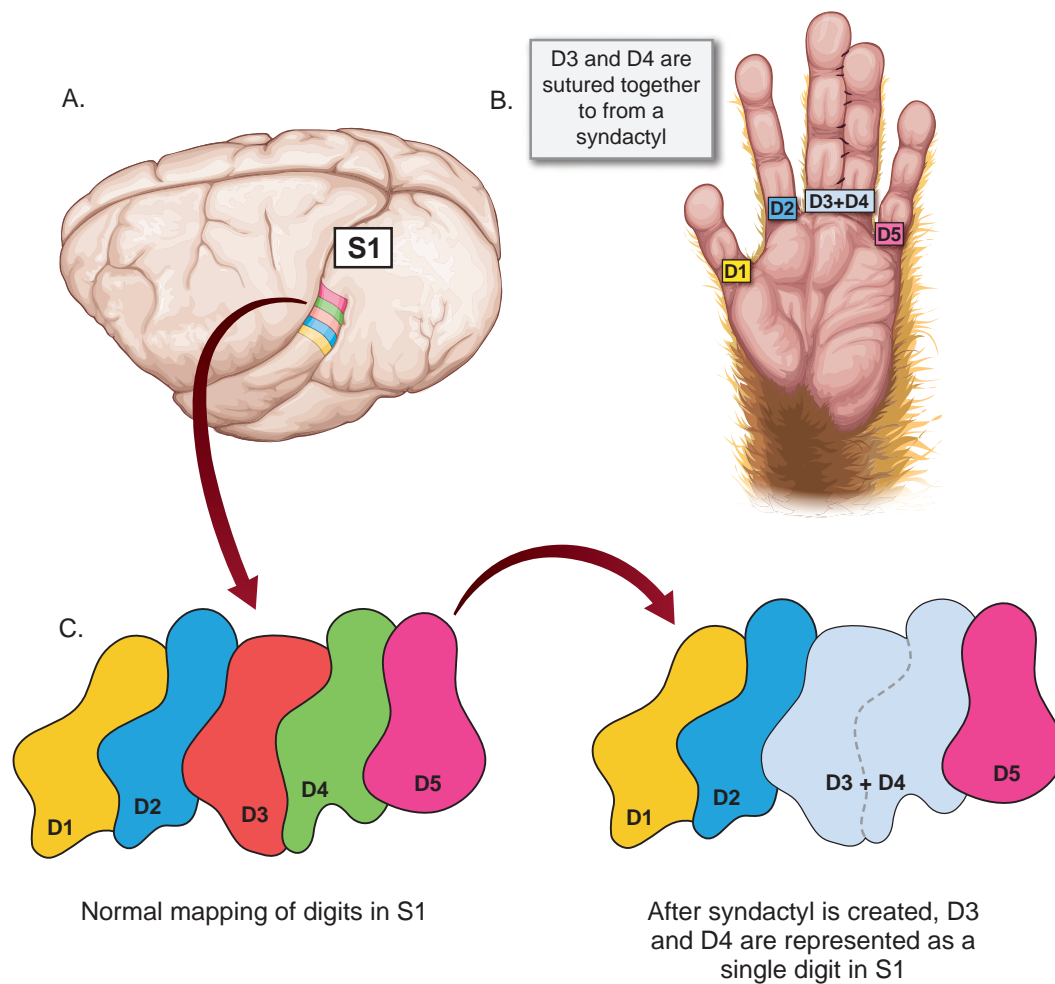 A.
S1
B.
D3 and D4 are
sutured together
to from a
syndactyl
D1
D2
D3+D4
D5
C.
D1
D2
D3
D4
D5
Normal mapping of digits in S1
D1
D2
D3 + D4
D5
After syndactyl is created, D3
and D4 are represented as a
single digit in S1